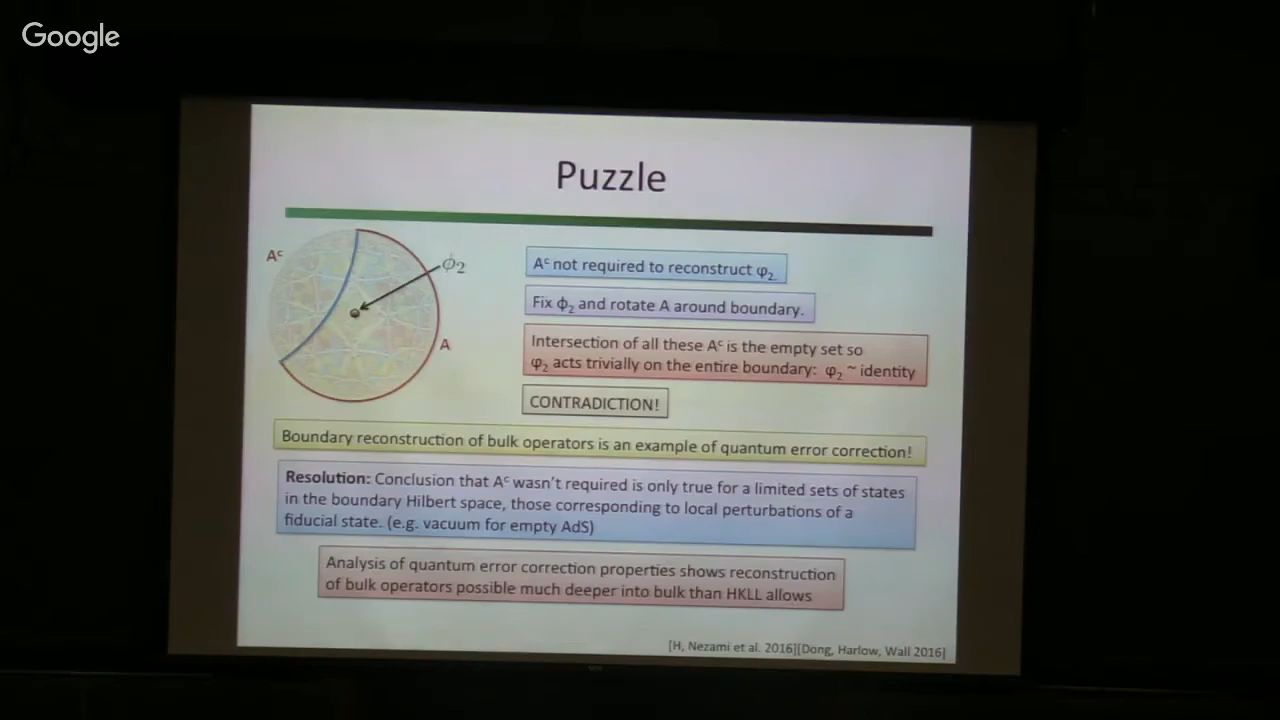 Google
Puzzle
Aᶜ
ϕ₂
A
Aᶜ not required to reconstruct φ₂.
Fix ϕ₂ and rotate A around boundary.
Intersection of all these Aᶜ is the empty set so
φ₂ acts trivially on the entire boundary: φ₂ ~ identity
CONTRADICTION!
Boundary reconstruction of bulk operators is an example of quantum error correction!
Resolution: Conclusion that Aᶜ wasn't required is only true for a limited sets of states
in the boundary Hilbert space, those corresponding to local perturbations of a
fiducial state. (e.g. vacuum for empty AdS)
Analysis of quantum error correction properties shows reconstruction
of bulk operators possible much deeper into bulk than HKLL allows
[H, Nezami et al. 2016][Dong, Harlow, Wall 2016]